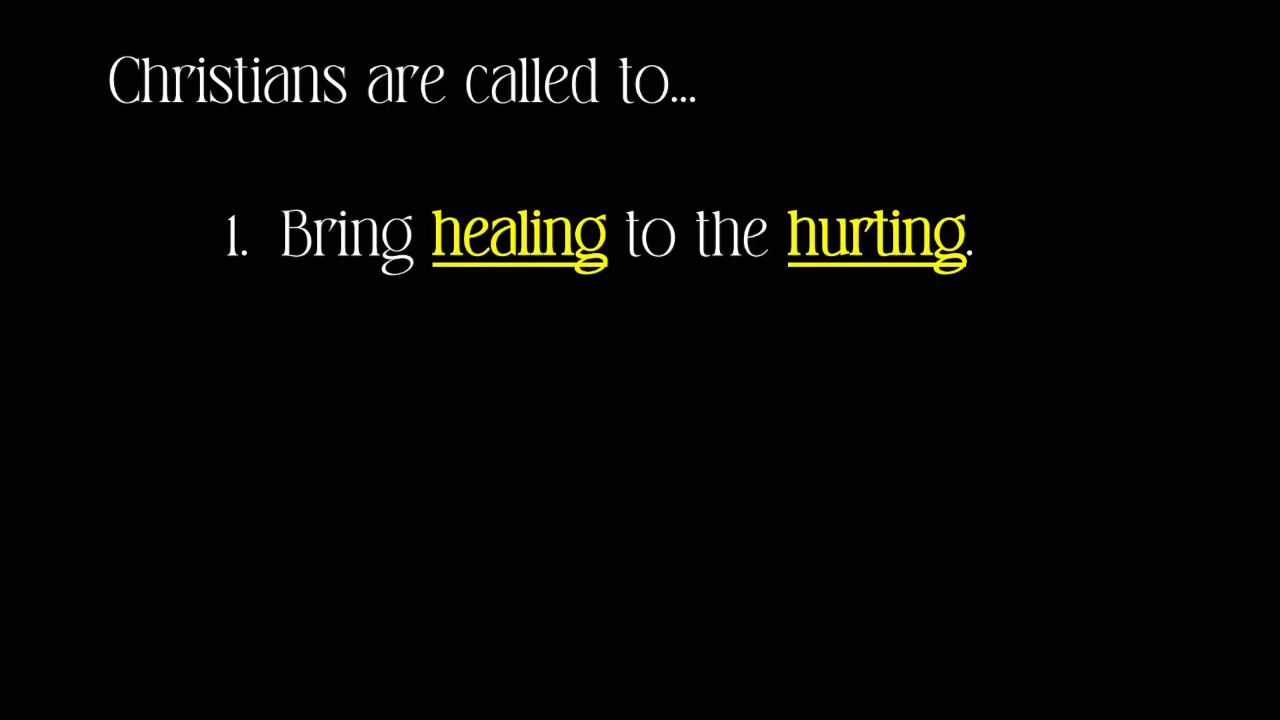 Christians are called to...
1. Bring healing to the hurting.